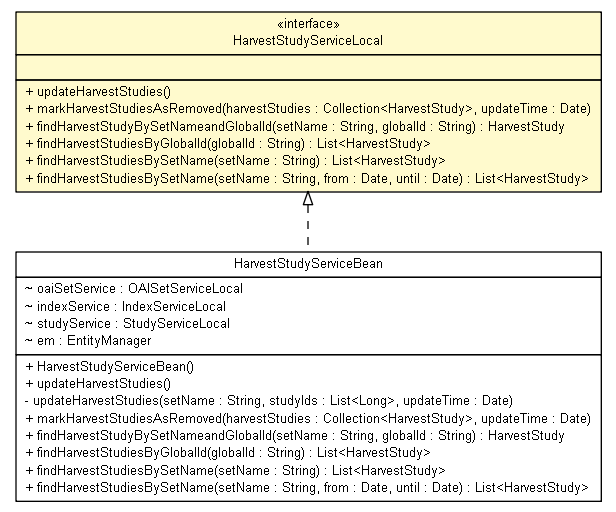 «interface»
HarvestStudyServiceLocal
+ updateHarvestStudies()
+ markHarvestStudiesAsRemoved(harvestStudies : Collection<HarvestStudy>, updateTime : Date)
+ findHarvestStudyBySetNameandGlobalId(setName : String, globalId : String) : HarvestStudy
+ findHarvestStudiesByGlobalId(globalId : String) : List<HarvestStudy>
+ findHarvestStudiesBySetName(setName : String) : List<HarvestStudy>
+ findHarvestStudiesBySetName(setName : String, from : Date, until : Date) : List<HarvestStudy>
HarvestStudyServiceBean
~ oaiSetService : OAISetServiceLocal
~ indexService : IndexServiceLocal
~ studyService : StudyServiceLocal
~ em : EntityManager
+ HarvestStudyServiceBean()
+ updateHarvestStudies()
- updateHarvestStudies(setName : String, studyIds : List<Long>, updateTime : Date)
+ markHarvestStudiesAsRemoved(harvestStudies : Collection<HarvestStudy>, updateTime : Date)
+ findHarvestStudyBySetNameandGlobalId(setName : String, globalId : String) : HarvestStudy
+ findHarvestStudiesByGlobalId(globalId : String) : List<HarvestStudy>
+ findHarvestStudiesBySetName(setName : String) : List<HarvestStudy>
+ findHarvestStudiesBySetName(setName : String, from : Date, until : Date) : List<HarvestStudy>